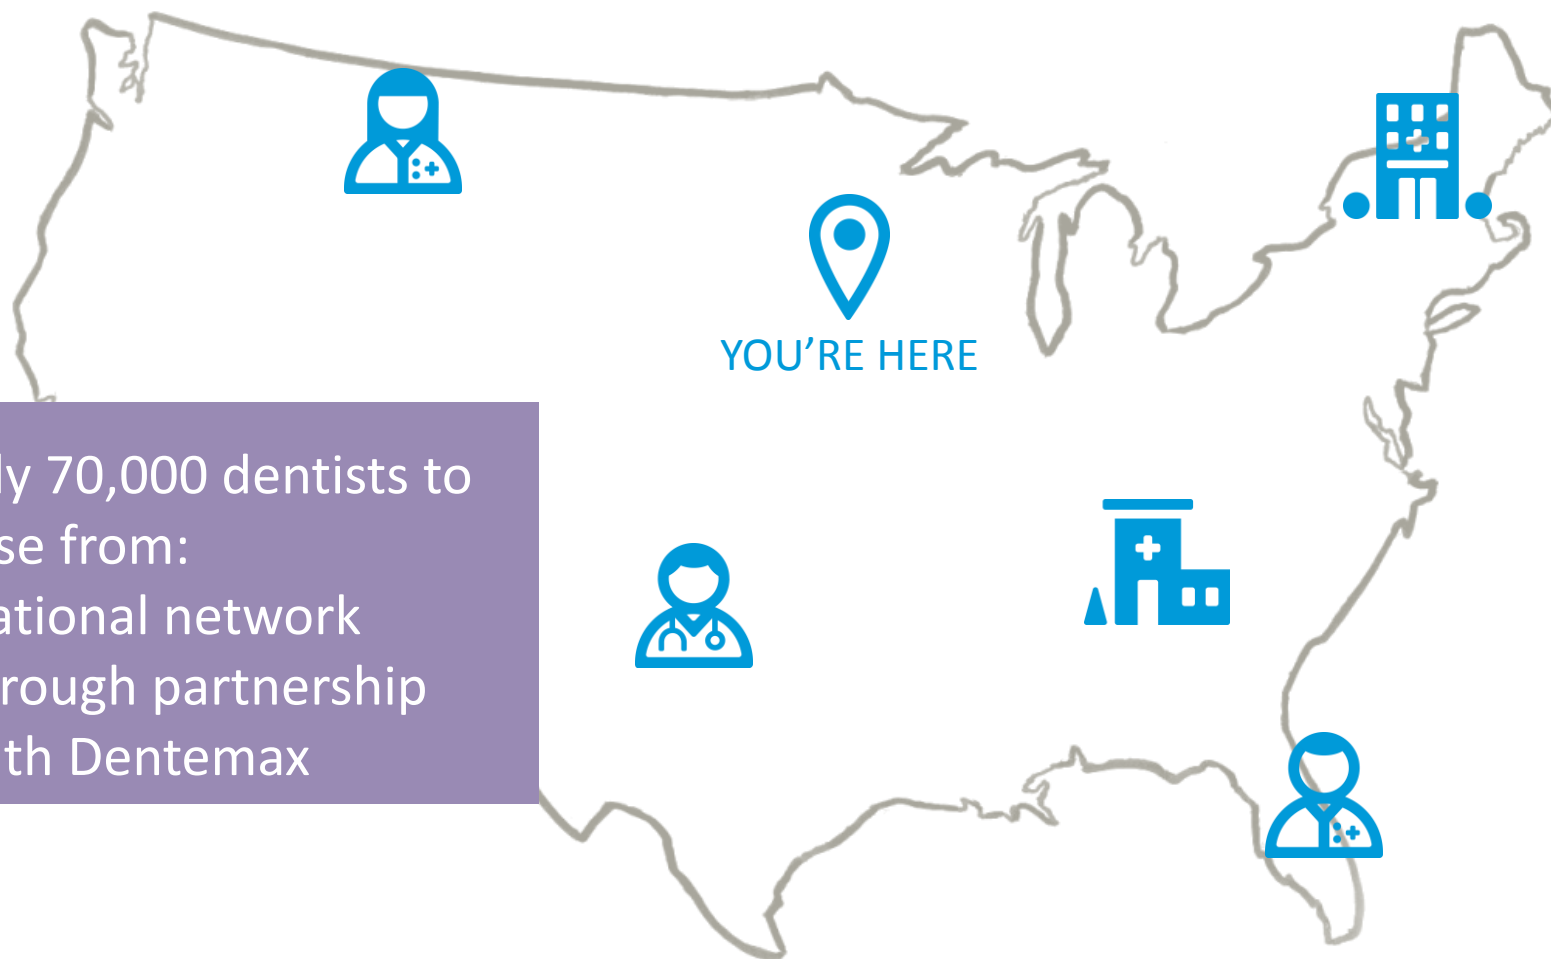 YOU’RE HERE
ly 70,000 dentists to
se from:
ational network
rough partnership
th Dentemax